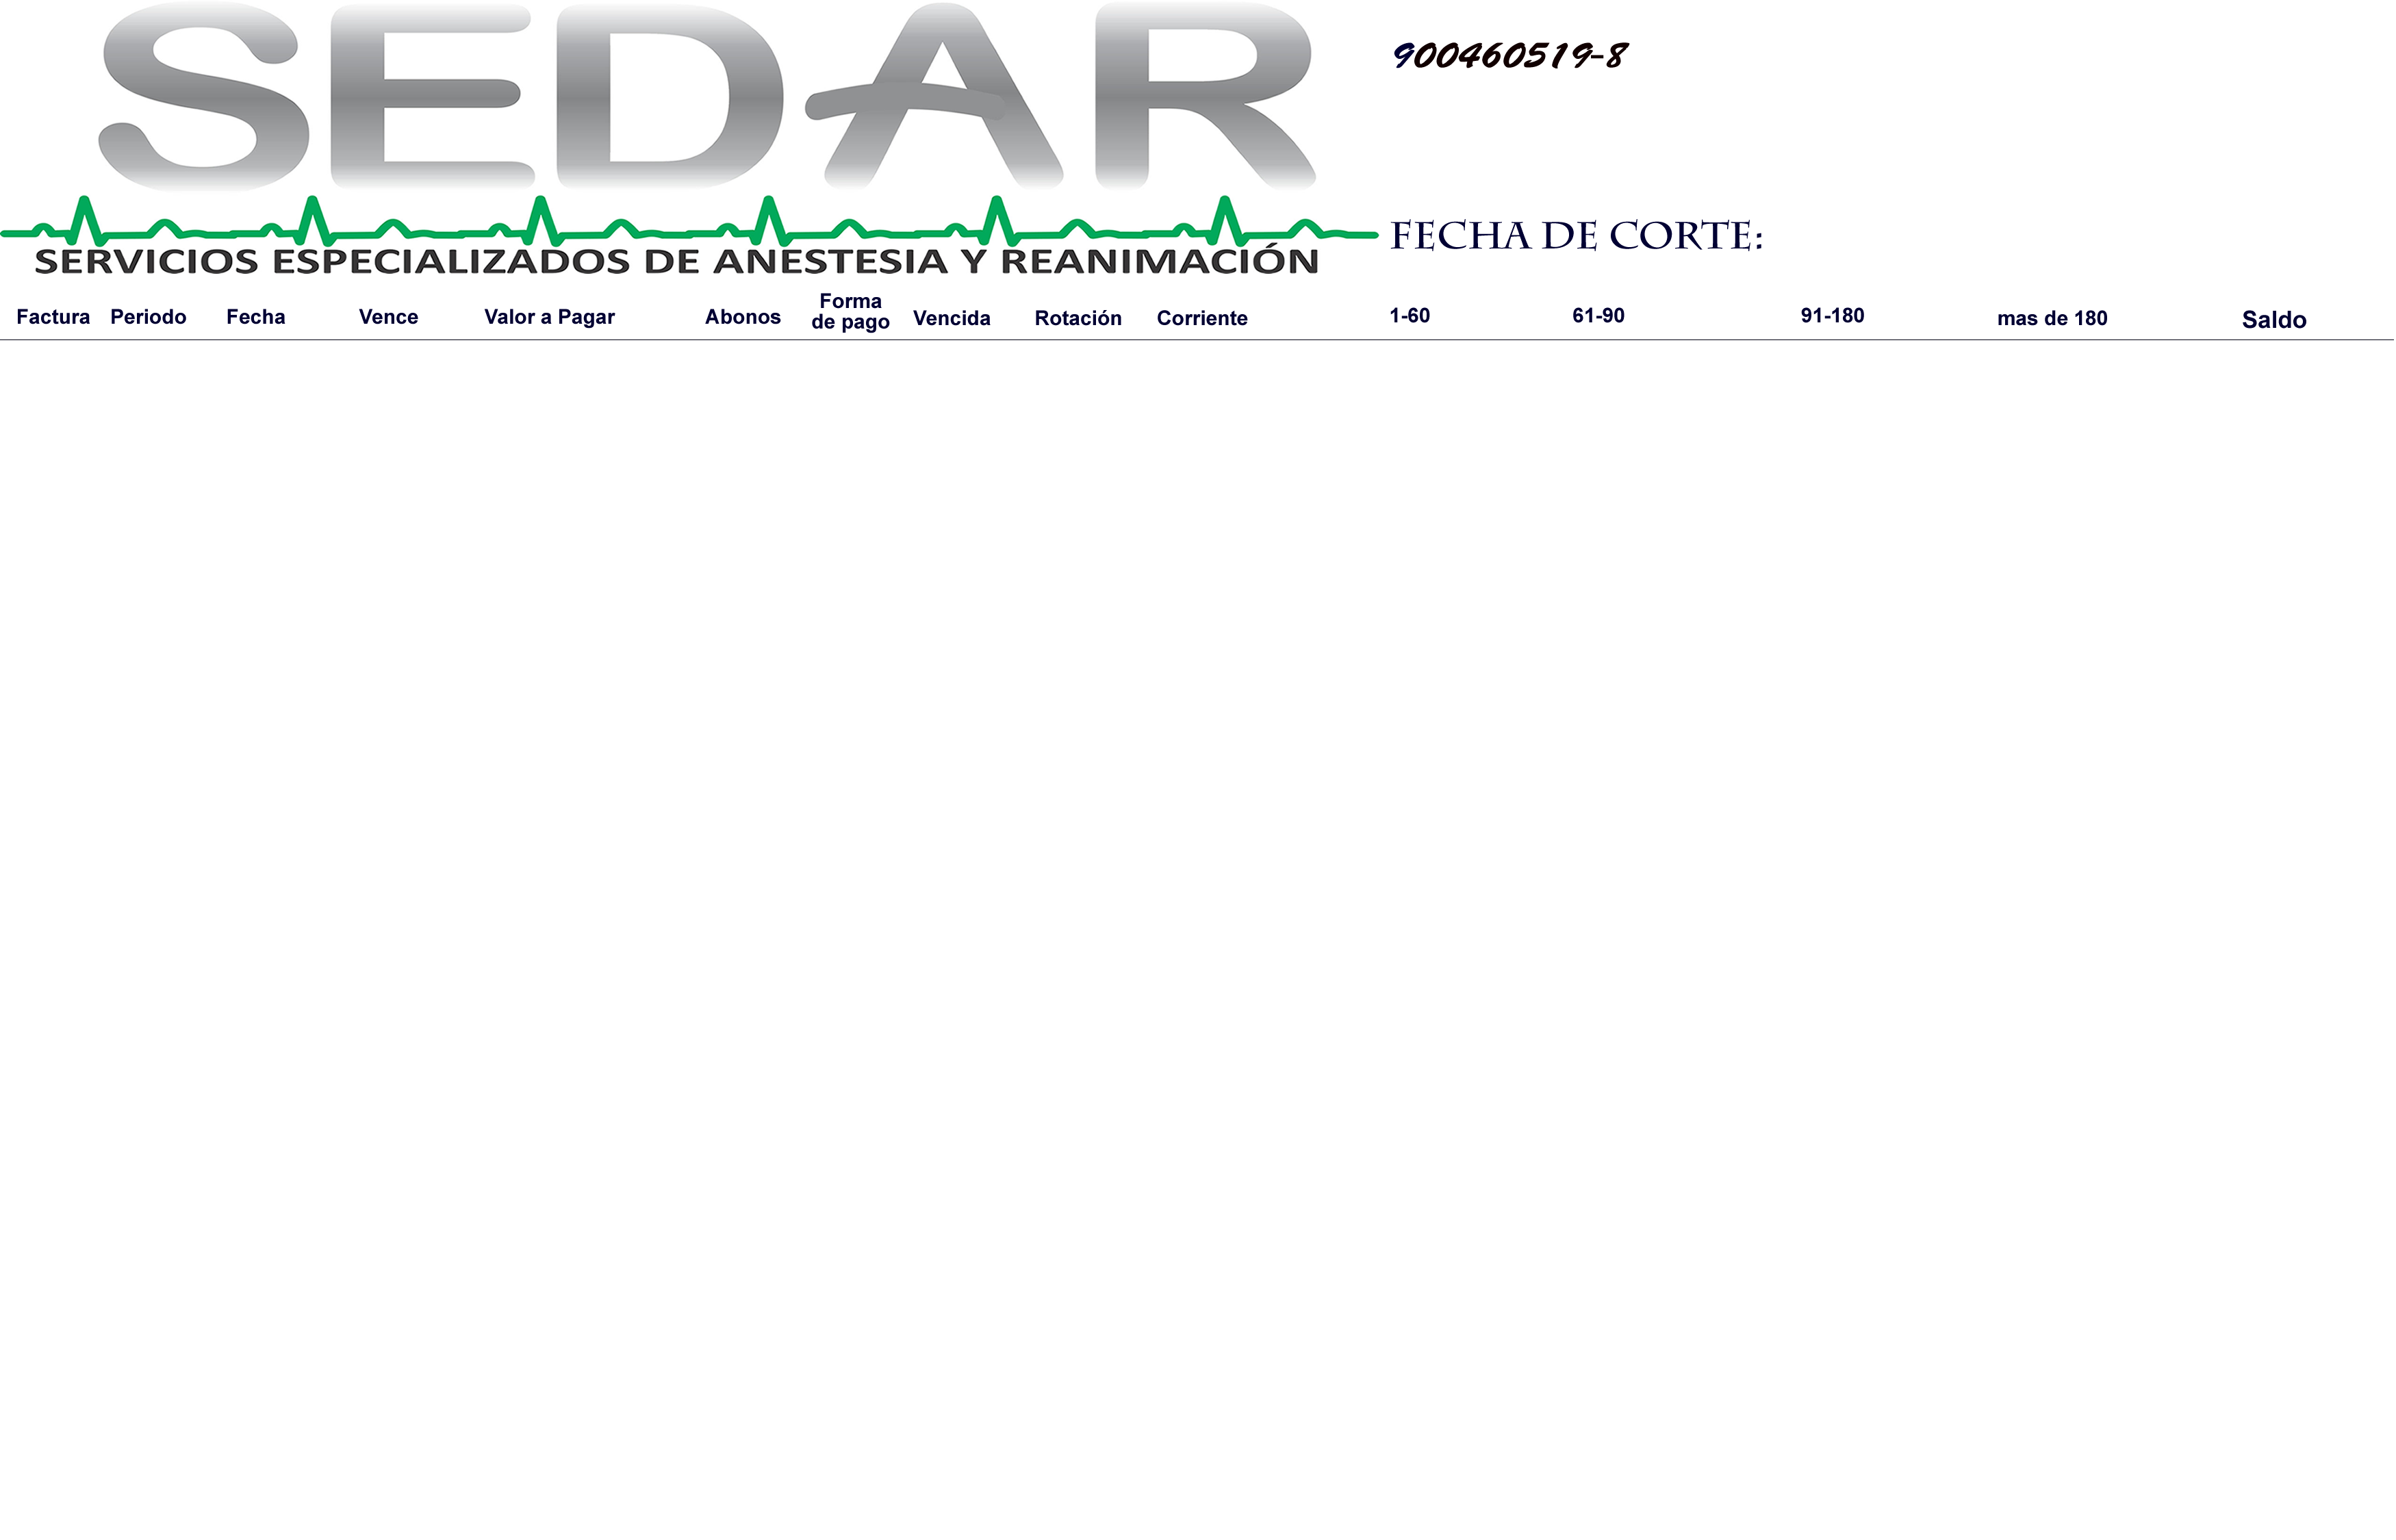 SEDAR
900460519-8
FECHA DE CORTE:
SERVICIOS ESPECIALIZADOS DE ANESTESIA Y REANIMACIÓN
Factura Periodo Fecha Vence Valor a Pagar Abonos Forma de pago Vencida Rotación Corriente 1-60 61-90 91-180 mas de 180 Saldo